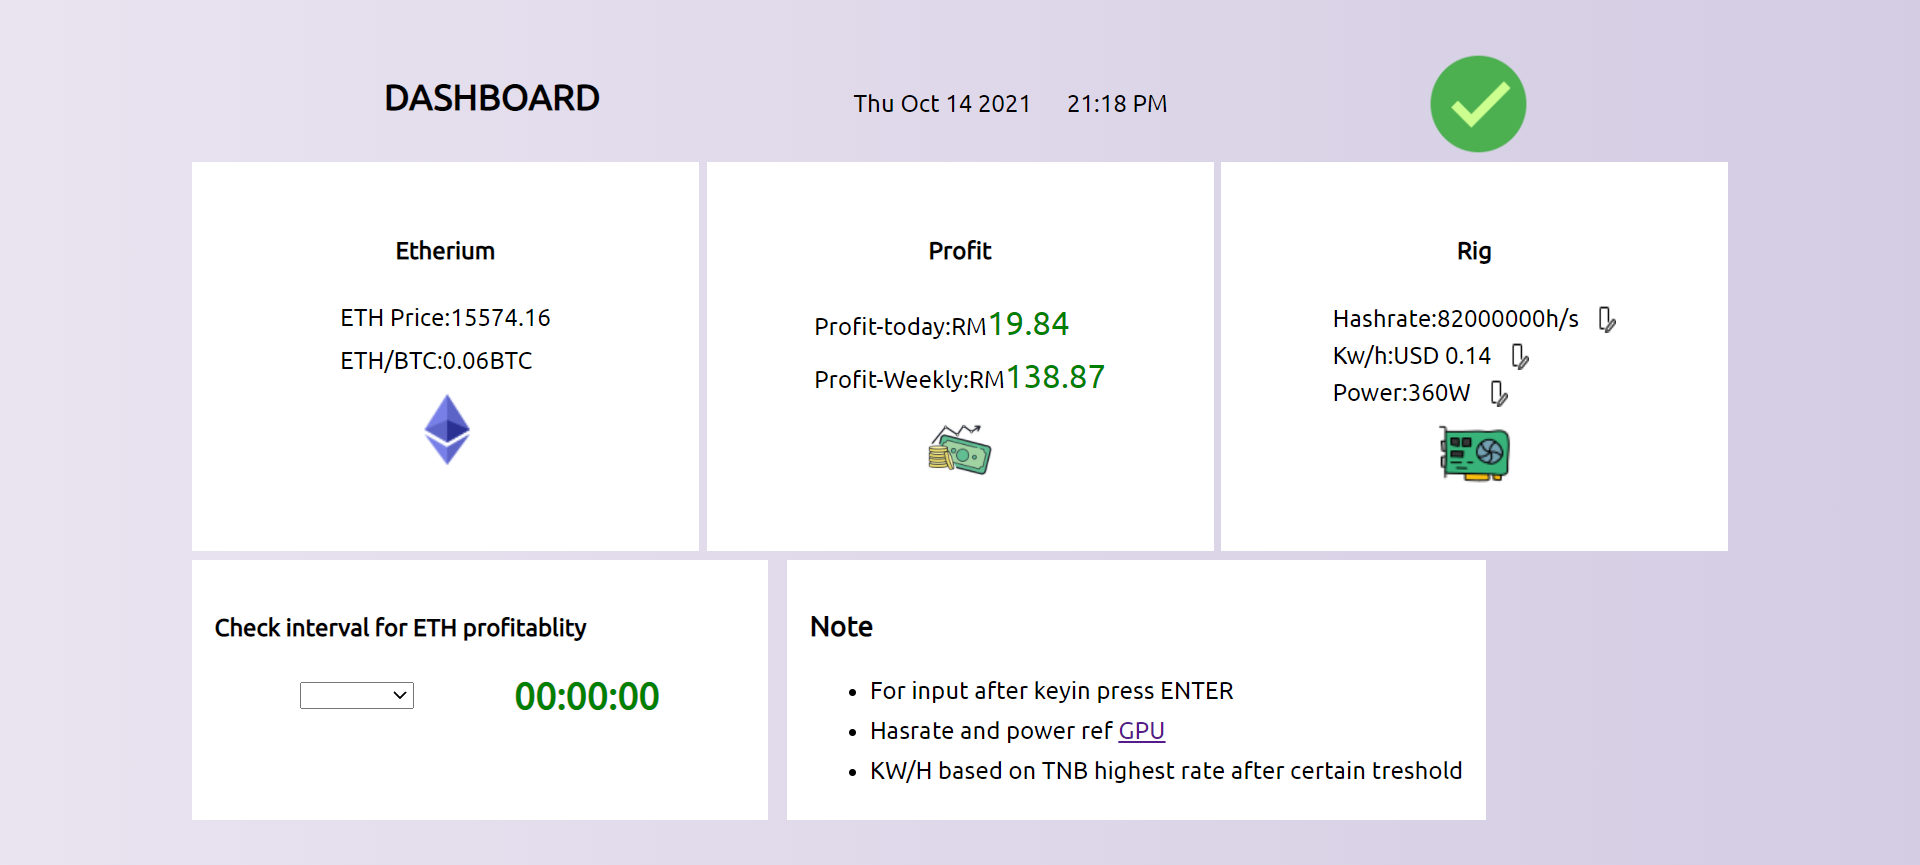 DASHBOARD
Thu Oct 14 2021 21:18 PM
Etherium
ETH Price:15574.16
ETH/BTC:0.06BTC
Profit
Profit-today:RM19.84
Profit-Weekly:RM138.87
Rig
Hashrate:82000000h/s
Kw/h:USD 0.14
Power:360W
Check interval for ETH profitablity
00:00:00
Note
For input after keyin press ENTER
Hasrate and power ref GPU
KW/H based on TNB highest rate after certain treshold